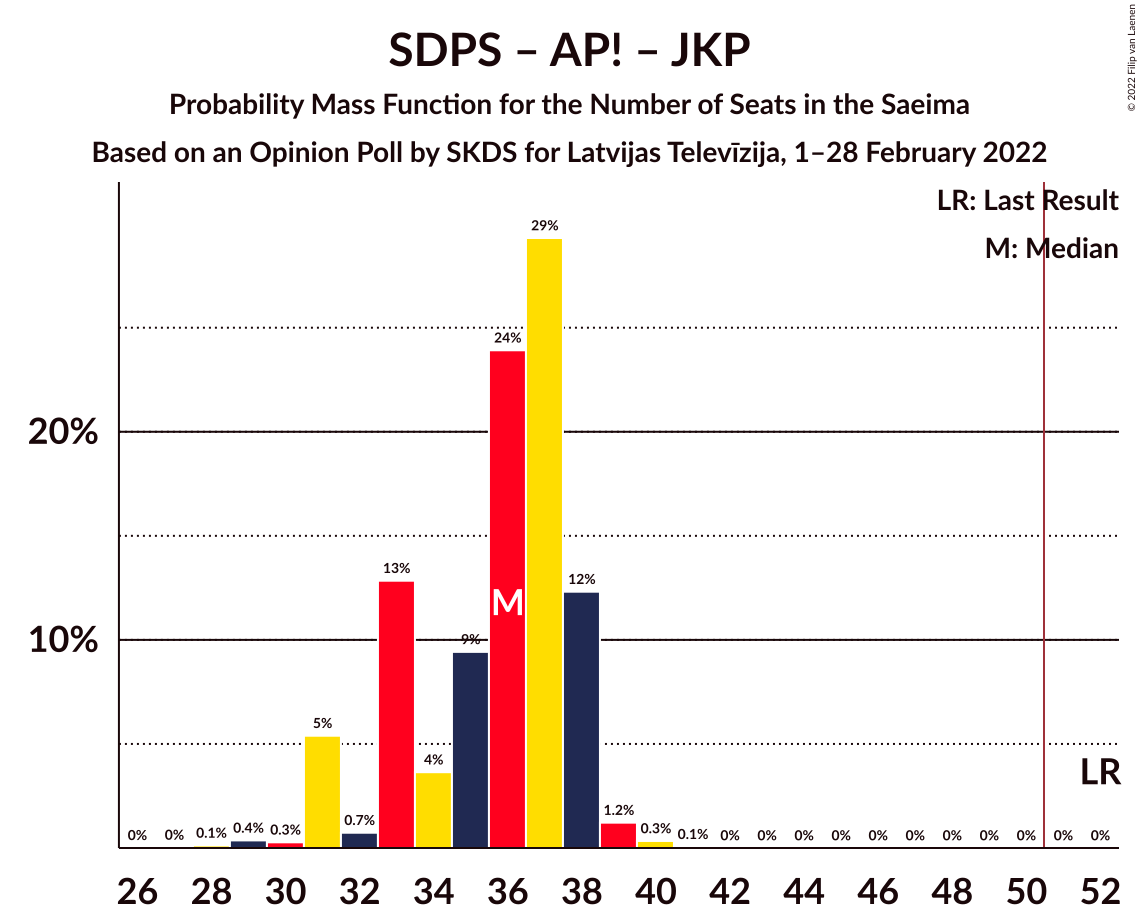 SDPS – AP! – JKP
Probability Mass Function for the Number of Seats in the Saeima
Based on an Opinion Poll by SKDS for Latvijas Televīzija, 1–28 February 2022
© 2022 Filip van Laenen
LR: Last Result
M: Median
29%
24%
20%
13%
12%
M
10%
9%
5%
4%
LR
0% 0% 0.1% 0.4% 0.3% 0.7% 1.2% 0.3% 0.1% 0% 0% 0% 0% 0% 0% 0% 0% 0% 0% 0%
26 28 30 32 34 36 38 40 42 44 46 48 50 52